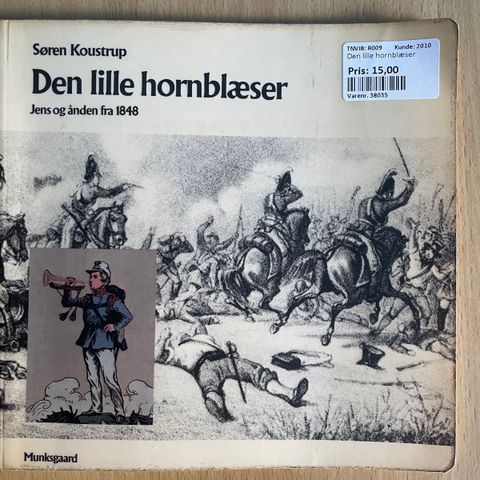 Søren Koustrup
Den lille hornblæser
Jens og ånden fra 1848
TNVIB: R009 Kunde: 2010
Den lille hornblæser
Pris: 15,00
Varenr. 38035
Munksgaard